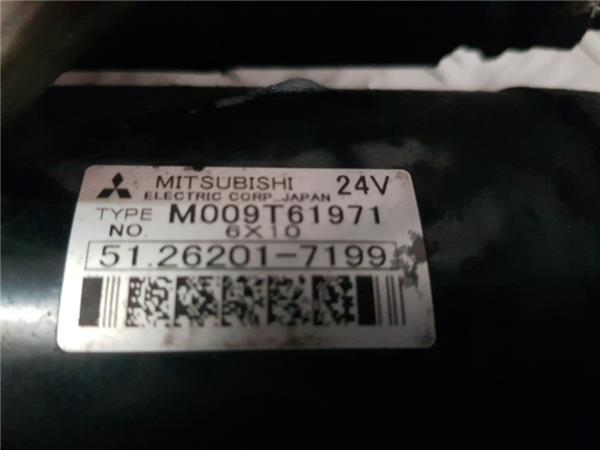 MITSUBISHI 24V
ELECTRIC CORP. JAPAN
TYPE M009T61971
NO. 6X10
51.26201-7199